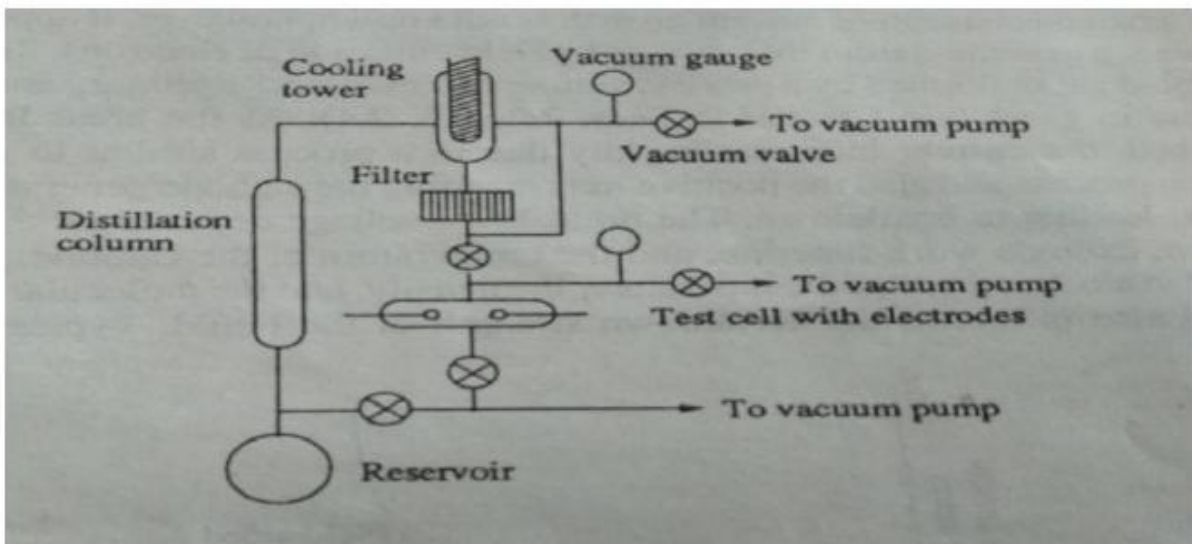 Cooling
tower
Vacuum gauge
To vacuum pump
Vacuum valve
Filter
Distillation
column
To vacuum pump
Test cell with electrodes
To vacuum pump
Reservoir